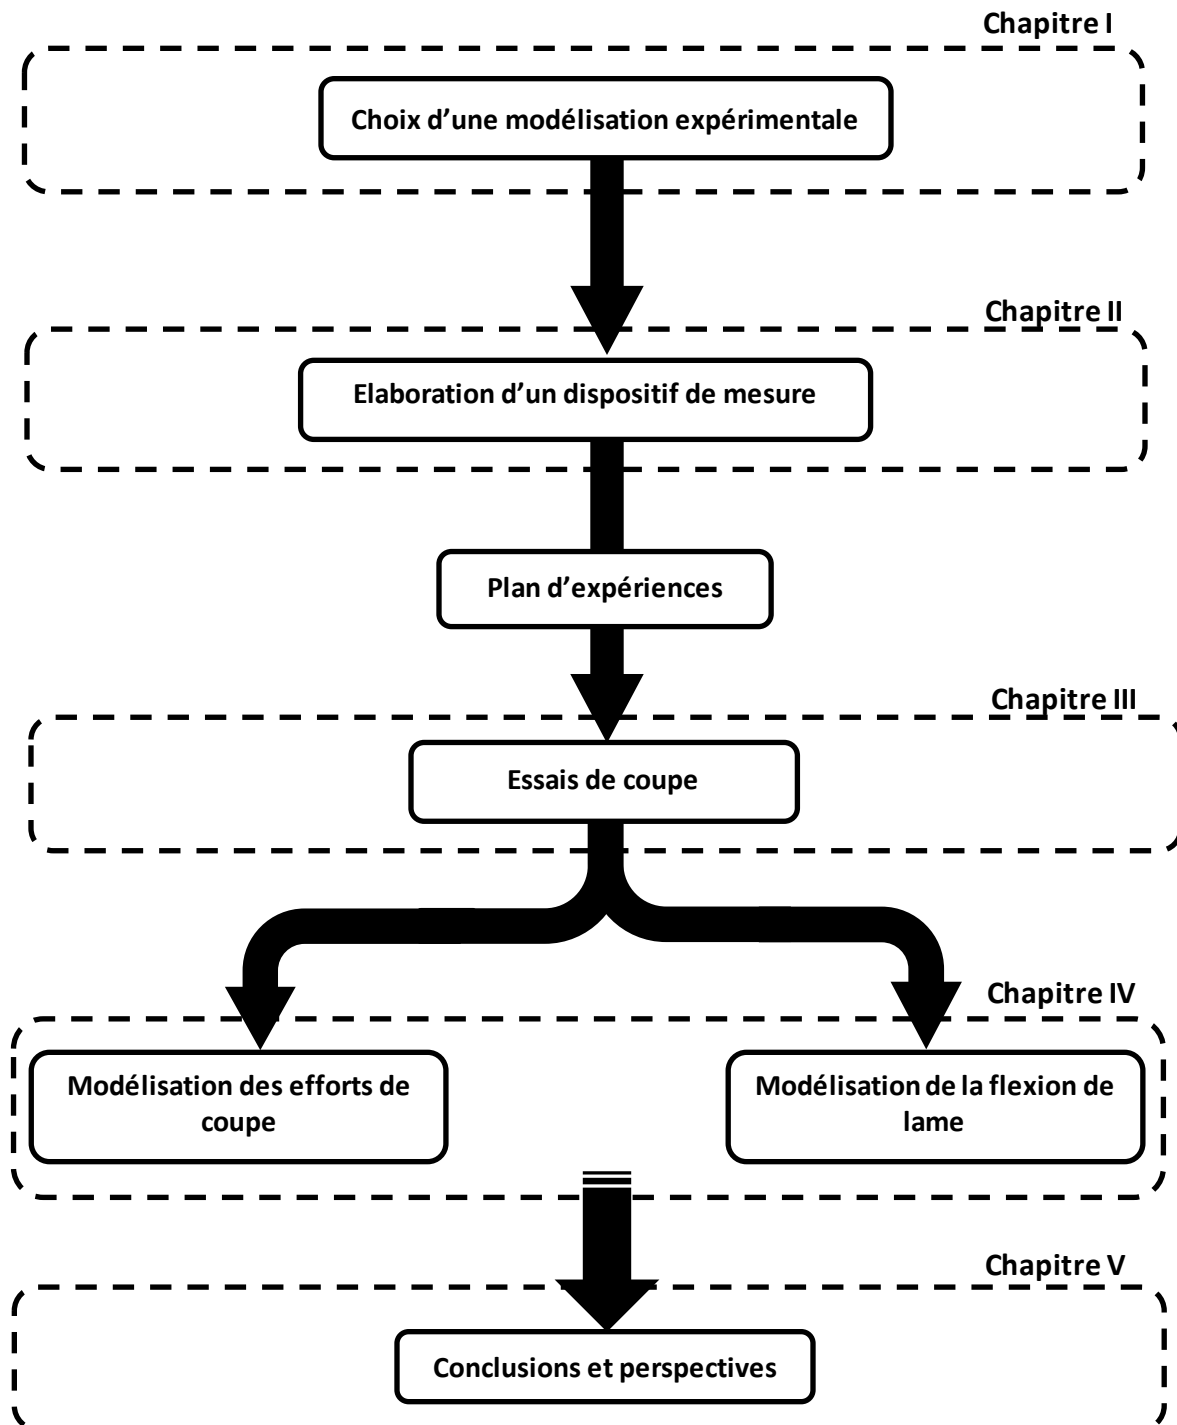 Chapitre I
Choix d’une modélisation expérimentale
Chapitre II
Elaboration d’un dispositif de mesure
Plan d’expériences
Chapitre III
Essais de coupe
Chapitre IV
Modélisation des efforts de
coupe
Modélisation de la flexion de
lame
Chapitre V
Conclusions et perspectives